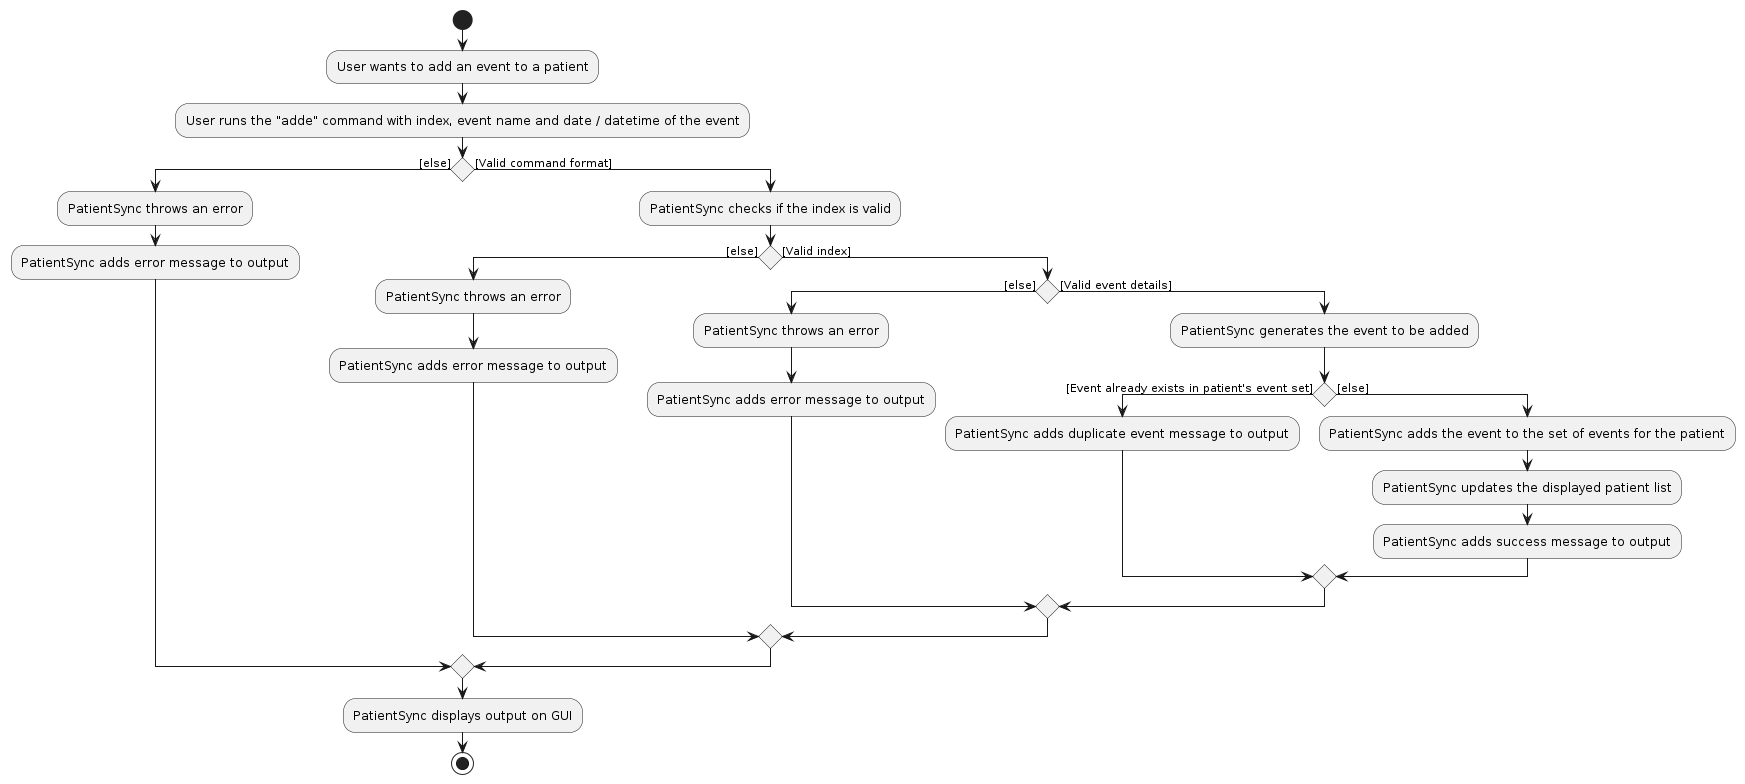 User wants to add an event to a patient
User runs the "adde" command with index, event name and date / datetime of the event
[else]
[Valid command format]
PatientSync throws an error
PatientSync checks if the index is valid
PatientSync adds error message to output
[else]
[Valid index]
PatientSync throws an error
[else]
[Valid event details]
PatientSync adds error message to output
PatientSync throws an error
PatientSync generates the event to be added
PatientSync adds error message to output
[Event already exists in patient's event set]
[else]
PatientSync adds duplicate event message to output
PatientSync adds the event to the set of events for the patient
PatientSync updates the displayed patient list
PatientSync adds success message to output
PatientSync displays output on GUI